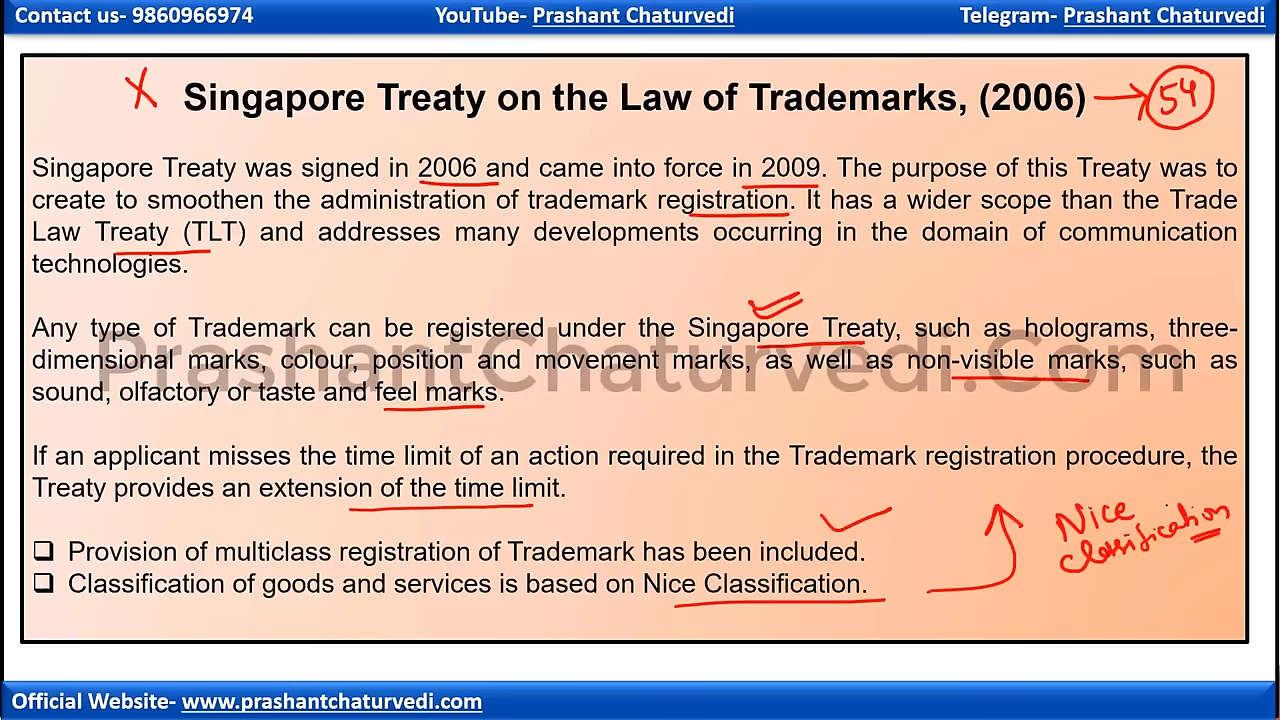 Contact us- 9860966974 YouTube- Prashant Chaturvedi Telegram- Prashant Chaturvedi
X Singapore Treaty on the Law of Trademarks, (2006) → 54
Singapore Treaty was signed in 2006 and came into force in 2009. The purpose of this Treaty was to
create to smoothen the administration of trademark registration. It has a wider scope than the Trade
Law Treaty (TLT) and addresses many developments occurring in the domain of communication
technologies.
Any type of Trademark can be registered under the Singapore Treaty, such as holograms, three-
dimensional marks, colour, position and movement marks, as well as non-visible marks, such as
PrashantChaturvedi.Com
sound, olfactory or taste and feel marks.
If an applicant misses the time limit of an action required in the Trademark registration procedure, the
Treaty provides an extension of the time limit.
Nice
classification
❑ Provision of multiclass registration of Trademark has been included.
❑ Classification of goods and services is based on Nice Classification.
Official Website- www.prashantchaturvedi.com